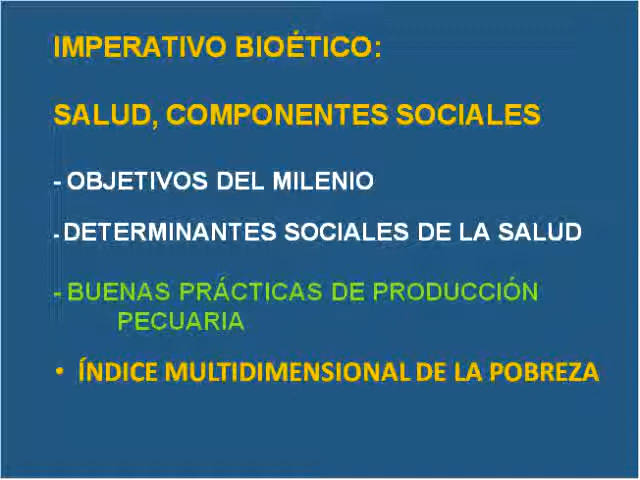 IMPERATIVO BIOÉTICO:
SALUD, COMPONENTES SOCIALES
- OBJETIVOS DEL MILENIO
- DETERMINANTES SOCIALES DE LA SALUD
- BUENAS PRÁCTICAS DE PRODUCCIÓN
PECUARIA
• ÍNDICE MULTIDIMENSIONAL DE LA POBREZA